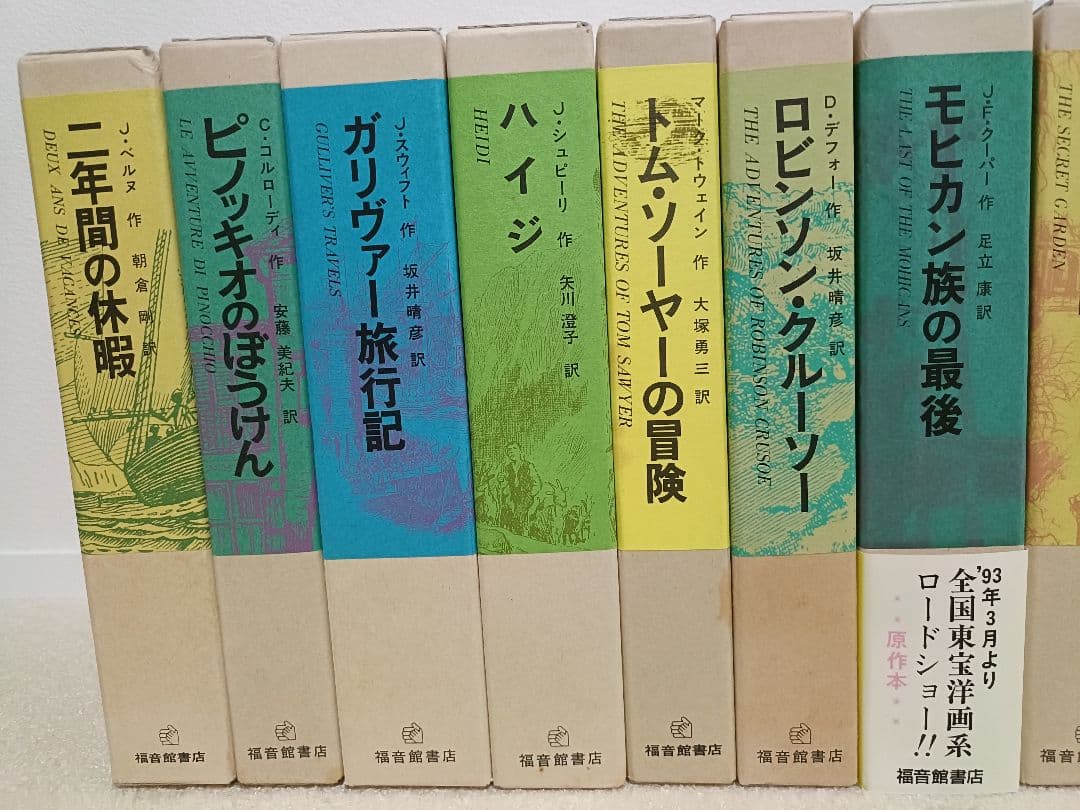 J・ベルヌ 作 朝倉 剛 訳
二年間の休暇
DEUX ANS DE VACANCES
福音館書店
C・コルローディ 作 安藤 美紀夫 訳
ピノッキオのぼうけん
LE AVVENTURE DI PINOCCHIO
福音館書店
J・スウィフト 作 坂井晴彦 訳
ガリヴァー旅行記
GULLIVER'S TRAVELS
福音館書店
J・シュピーリ 作 矢川 澄子 訳
ハイジ
HEIDI
福音館書店
マーク・トウェイン 作 大塚勇三 訳
トム・ソーヤーの冒険
THE ADVENTURES OF TOM SAWYER
福音館書店
D・デフォー 作 坂井晴彦 訳
ロビンソン・クルーソー
THE ADVENTURES OF ROBINSON CRUSOE
福音館書店
J・F・クーパー 作 足立 康 訳
モヒカン族の最後
THE LAST OF THE MOHICANS
'93年3月より
全国東宝洋画系
ロードショー!!
原作本
福音館書店
THE SECRET GARDEN
福音